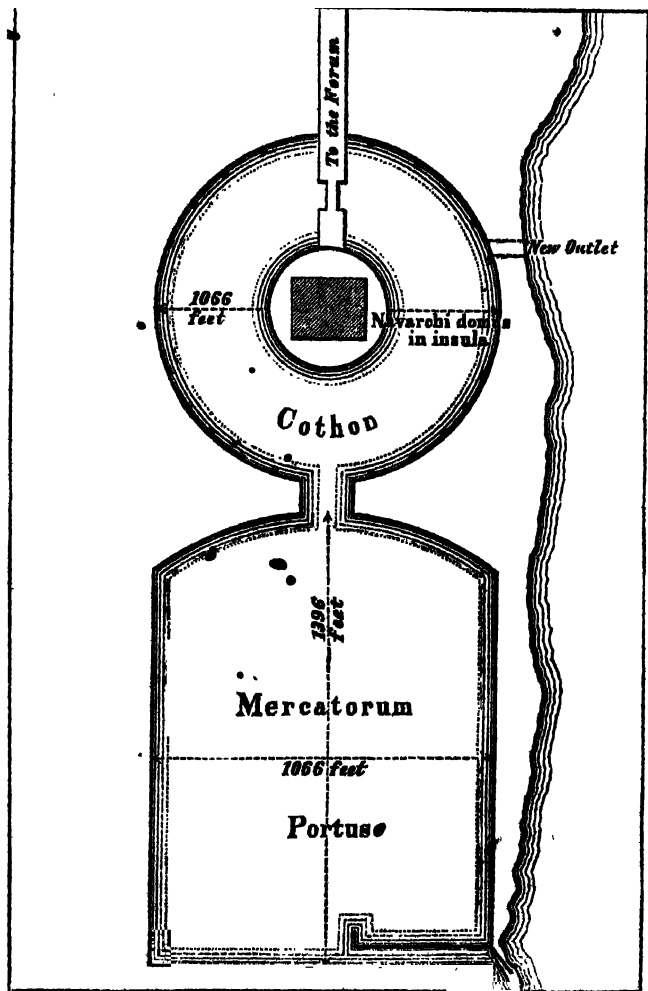 To the Forum
New Outlet
1066
feet
Navarchi domus
in insula
Cothon
1396
feet
Mercatorum
1066 feet
Portus